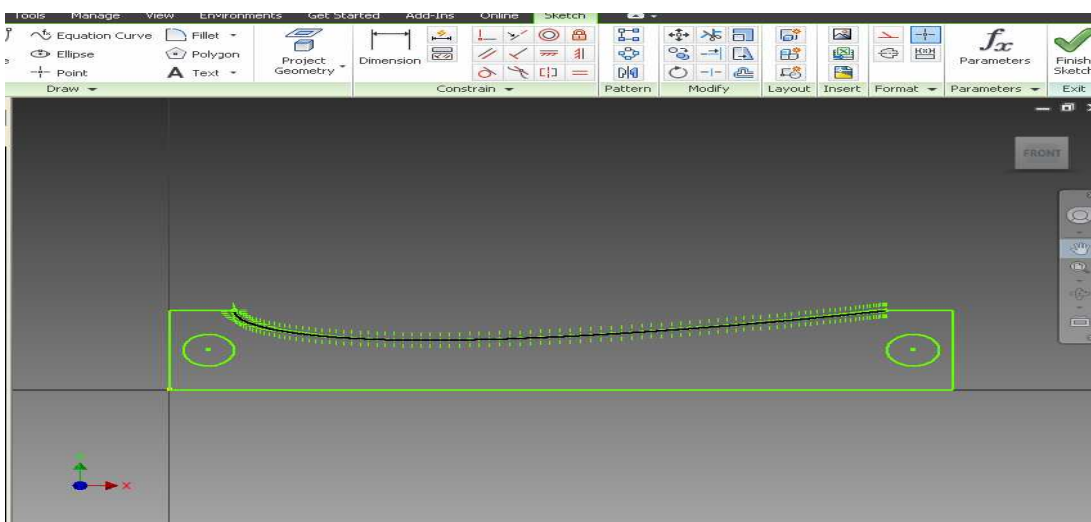 Tools Manage View Environments Get Started Add-Ins Online Sketch
Equation Curve Fillet
Ellipse Polygon
Point A Text
Project Geometry
Dimension
Parameters
Finish Sketch
Draw Constrain Pattern Modify Layout Insert Format Parameters Exit
FRONT
X